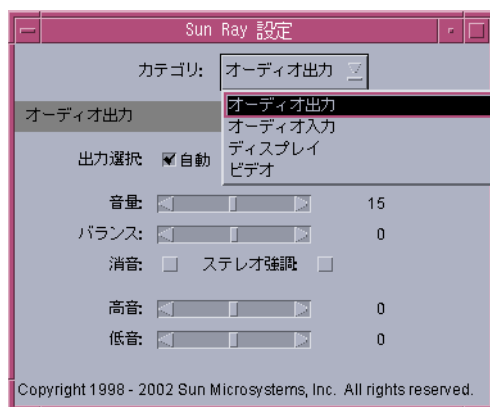 Sun Ray 設定
カテゴリ: オーディオ出力
オーディオ出力
オーディオ入力
ディスプレイ
ビデオ
オーディオ出力
出力選択: 自動
音量: 15
バランス: 0
消音: ステレオ強調:
高音: 0
低音: 0
Copyright 1998 - 2002 Sun Microsystems, Inc. All rights reserved.